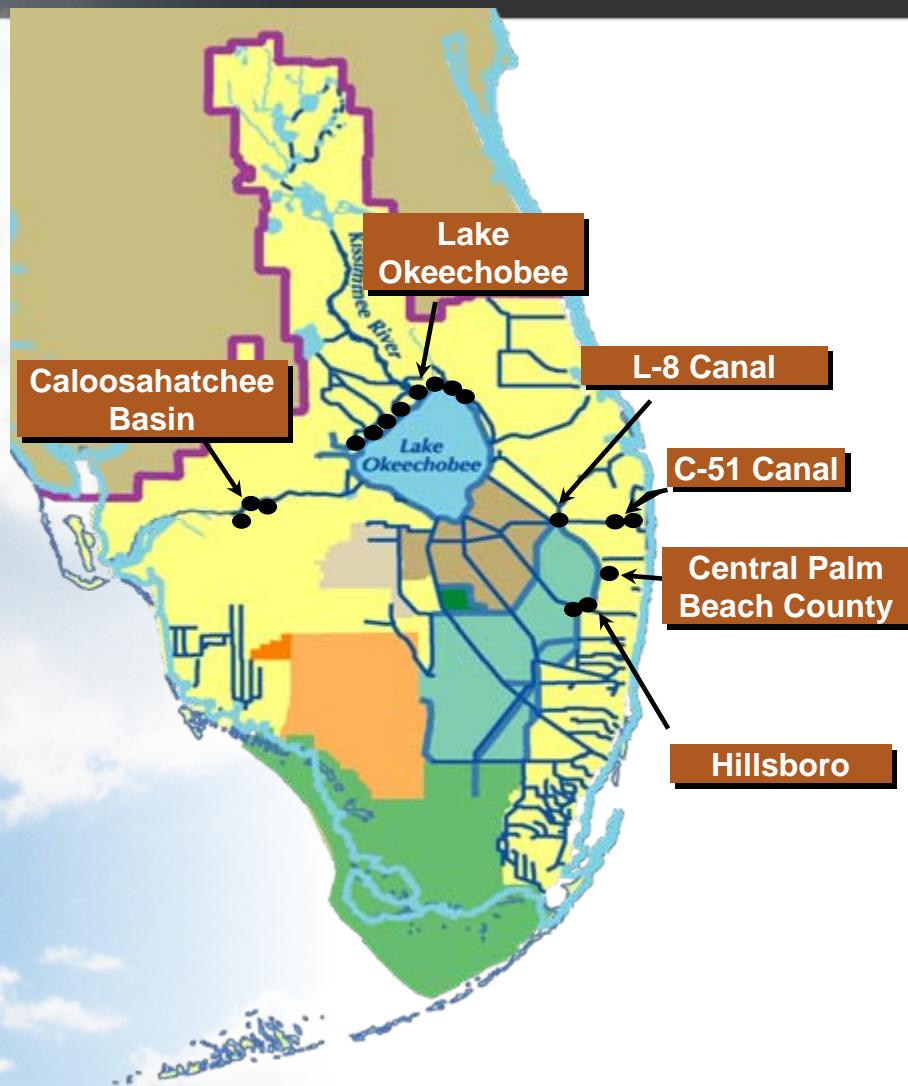 Lake
Okeechobee
Kissimmee River
L-8 Canal
Caloosahatchee
Basin
Lake
Okeechobee
C-51 Canal
Central Palm
Beach County
Hillsboro